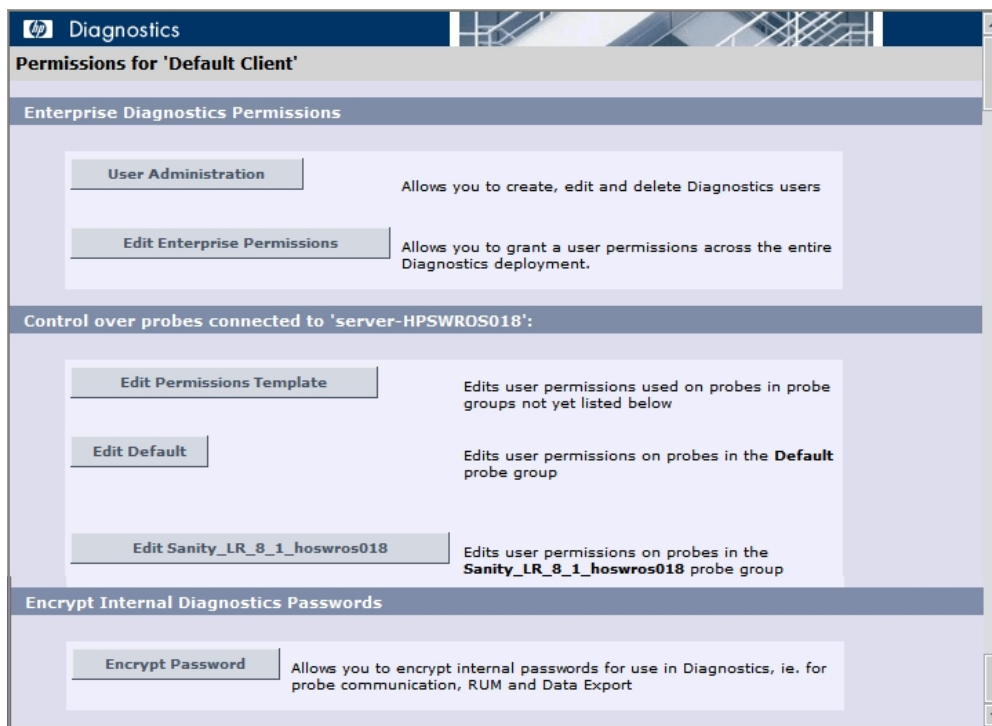 hp Diagnostics
Permissions for 'Default Client'
Enterprise Diagnostics Permissions
User Administration
Allows you to create, edit and delete Diagnostics users
Edit Enterprise Permissions
Allows you to grant a user permissions across the entire
Diagnostics deployment.
Control over probes connected to 'server-HPSWROS018':
Edit Permissions Template
Edits user permissions used on probes in probe
groups not yet listed below
Edit Default
Edits user permissions on probes in the Default
probe group
Edit Sanity_LR_8_1_hoswros018
Edits user permissions on probes in the
Sanity_LR_8_1_hoswros018 probe group
Encrypt Internal Diagnostics Passwords
Encrypt Password
Allows you to encrypt internal passwords for use in Diagnostics, ie. for
probe communication, RUM and Data Export